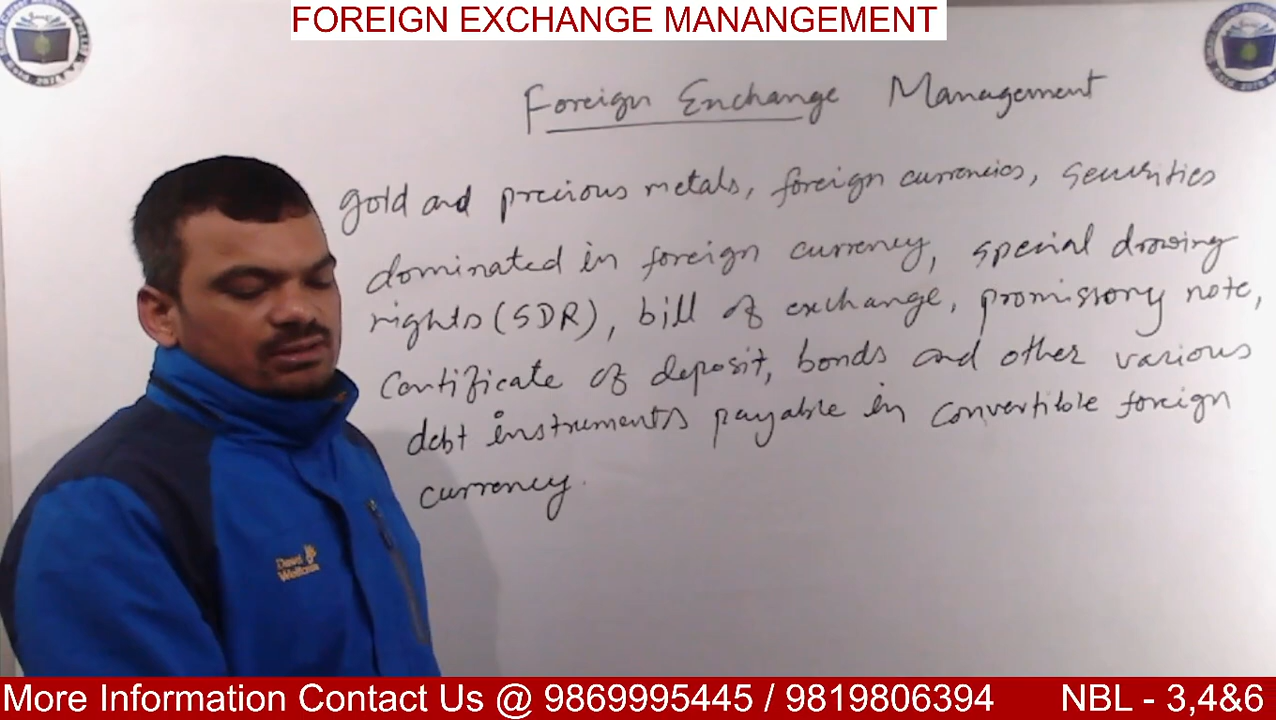 FOREIGN EXCHANGE MANANGEMENT
Foreign Exchange Management
gold and precious metals, foreign currencies, securities
dominated in foreign currency, special drawing
rights (SDR), bill of exchange, promissory note,
Certificate of deposit, bonds and other various
debt instruments payable in convertible foreign
currency.
More Information Contact Us @ 9869995445 / 9819806394 NBL - 3,4&6